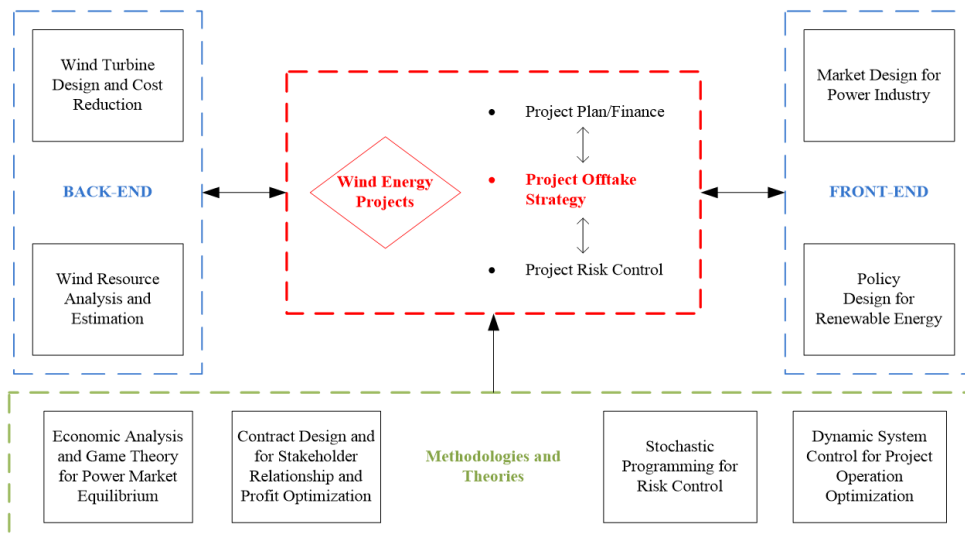 Wind Turbine
Design and Cost
Reduction
BACK-END
Wind Resource
Analysis and
Estimation
Wind Energy
Projects
• Project Plan/Finance
• Project Offtake
Strategy
• Project Risk Control
Market Design for
Power Industry
FRONT-END
Policy
Design for
Renewable Energy
Economic Analysis
and Game Theory
for Power Market
Equilibrium
Contract Design and
for Stakeholder
Relationship and
Profit Optimization
Methodologies and
Theories
Stochastic
Programming for
Risk Control
Dynamic System
Control for Project
Operation
Optimization